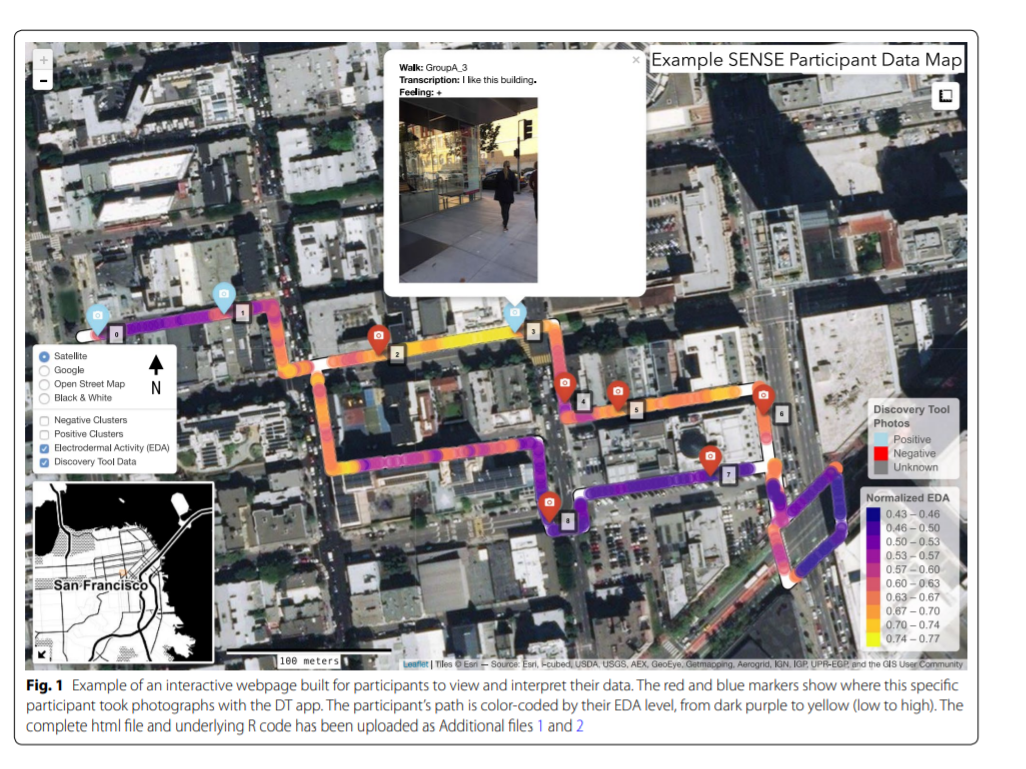 +
-
Walk: GroupA_3
Transcription: I like this building.
Feeling: +
×
Example SENSE Participant Data Map
0
1
2
3
4
5
6
7
8
Satellite
Google
Open Street Map
Black & White
N
Negative Clusters
Positive Clusters
Electrodermal Activity (EDA)
Discovery Tool Data
Discovery Tool
Photos
Positive
Negative
Unknown
Normalized EDA
0.43 – 0.46
0.46 – 0.50
0.50 – 0.53
0.53 – 0.57
0.57 – 0.60
0.60 – 0.63
0.63 – 0.67
0.67 – 0.70
0.70 – 0.74
0.74 – 0.77
San Francisco
100 meters
Leaflet | Tiles © Esri — Source: Esri, i-cubed, USDA, USGS, AEX, GeoEye, Getmapping, Aerogrid, IGN, IGP, UPR-EGP, and the GIS User Community
Fig. 1 Example of an interactive webpage built for participants to view and interpret their data. The red and blue markers show where this specific
participant took photographs with the DT app. The participant's path is color-coded by their EDA level, from dark purple to yellow (low to high). The
complete html file and underlying R code has been uploaded as Additional files 1 and 2